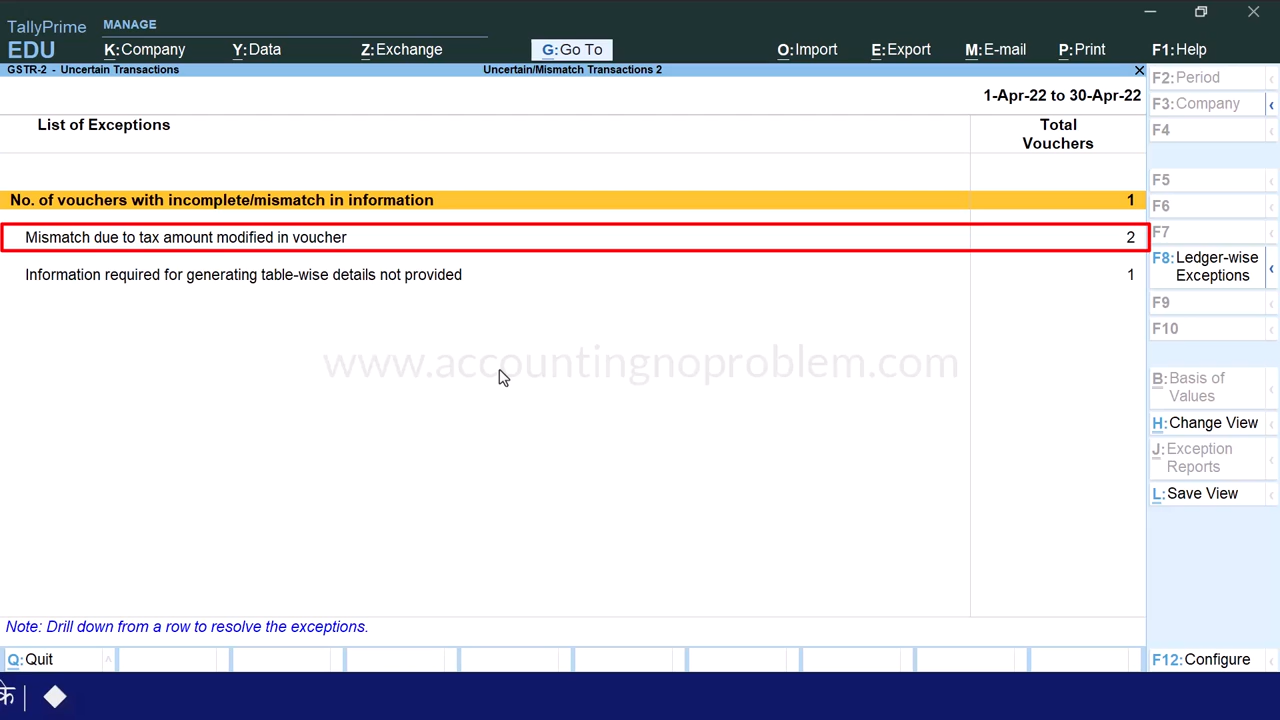 TallyPrime
EDU
MANAGE
K:Company Y:Data Z:Exchange G:Go To O:Import E:Export M:E-mail P:Print F1:Help
GSTR-2 - Uncertain Transactions Uncertain/Mismatch Transactions 2
1-Apr-22 to 30-Apr-22
List of Exceptions
Total
Vouchers
No. of vouchers with incomplete/mismatch in information 1
Mismatch due to tax amount modified in voucher 2
Information required for generating table-wise details not provided 1
www.accountingnoproblem.com
Note: Drill down from a row to resolve the exceptions.
Q:Quit
F2:Period
F3:Company
F4
F5
F6
F7
F8:Ledger-wise
Exceptions
F9
F10
B:Basis of
Values
H:Change View
J:Exception
Reports
L:Save View
F12:Configure
के